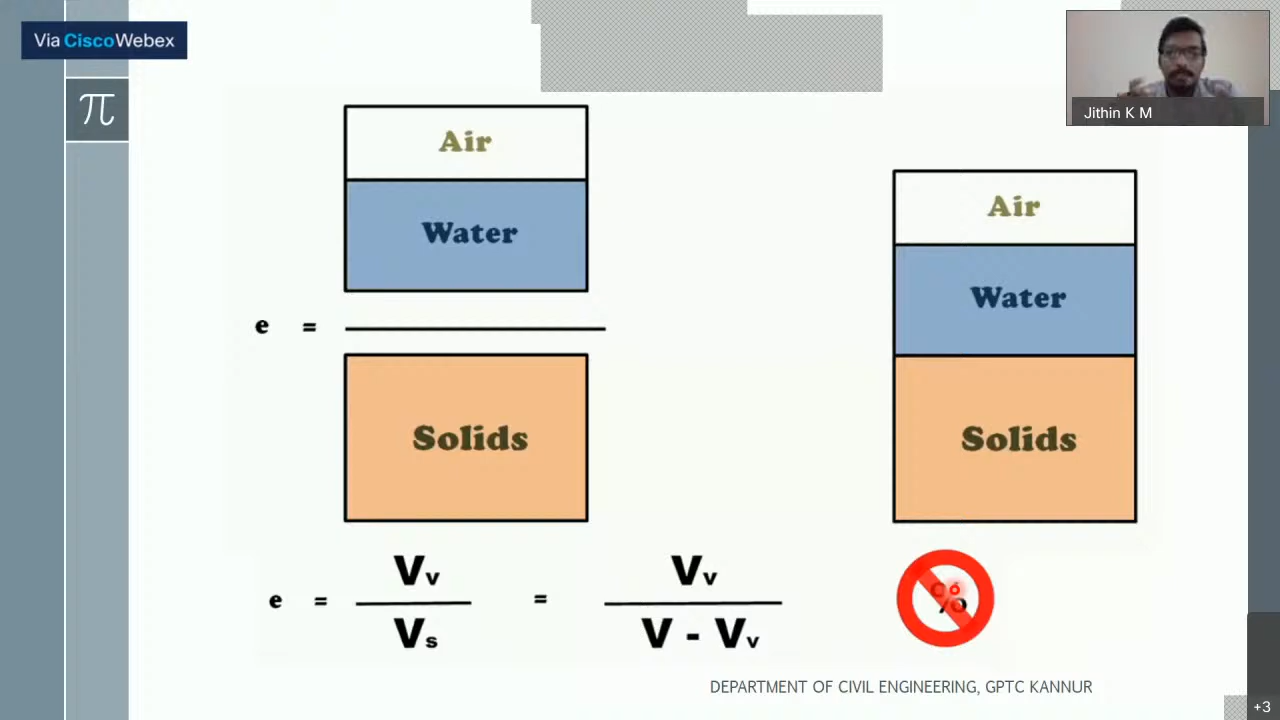 Via Cisco Webex
π
Jithin K M
Air
Water
e =
Solids
Air
Water
Solids
e = Vv / Vs = Vv / V - Vv
%
DEPARTMENT OF CIVIL ENGINEERING, GPTC KANNUR
+3